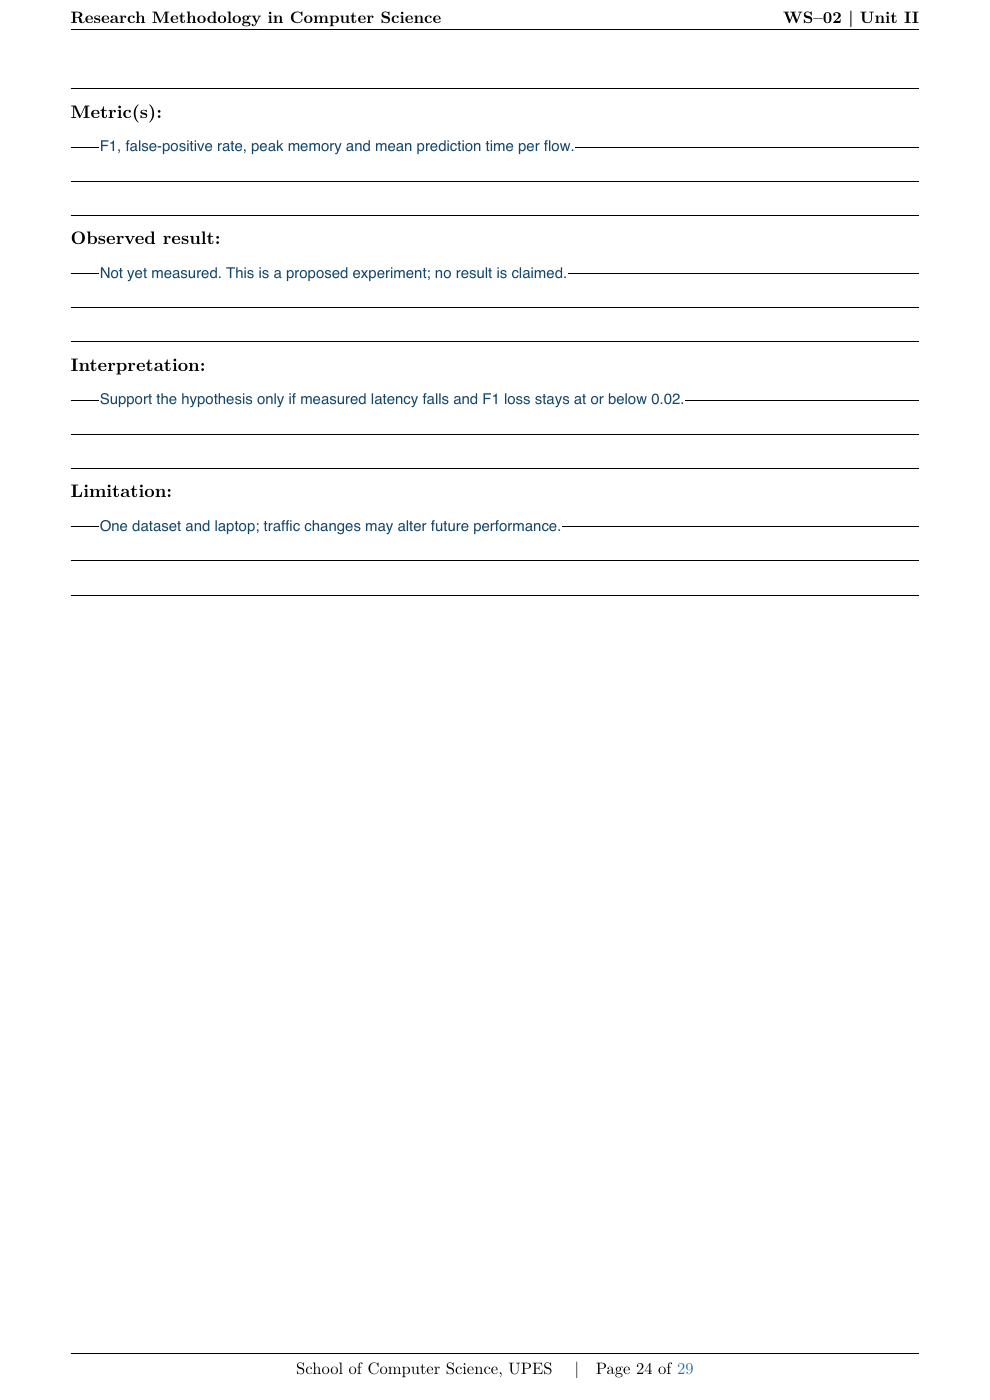 Research Methodology in Computer Science WS–02 | Unit II
Metric(s):
F1, false-positive rate, peak memory and mean prediction time per flow.
Observed result:
Not yet measured. This is a proposed experiment; no result is claimed.
Interpretation:
Support the hypothesis only if measured latency falls and F1 loss stays at or below 0.02.
Limitation:
One dataset and laptop; traffic changes may alter future performance.
School of Computer Science, UPES | Page 24 of 29